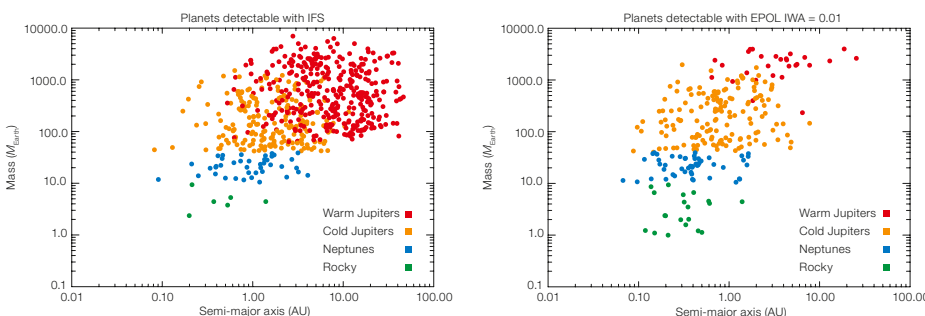 Planets detectable with IFS
10000.0
1000.0
100.0
10.0
1.0
0.1
Mass (M Earth)
0.01
0.10
1.00
10.00
100.00
Semi-major axis (AU)
Warm Jupiters
Cold Jupiters
Neptunes
Rocky
Planets detectable with EPOL IWA = 0.01
10000.0
1000.0
100.0
10.0
1.0
0.1
Mass (M Earth)
0.01
0.10
1.00
10.00
100.00
Semi-major axis (AU)
Warm Jupiters
Cold Jupiters
Neptunes
Rocky